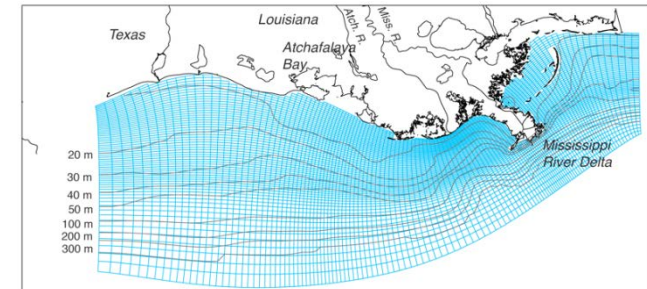 Louisiana
Texas
Atch. R.
Miss. R.
Atchafalaya
Bay
Mississippi
River Delta
20 m
30 m
40 m
50 m
100 m
200 m
300 m